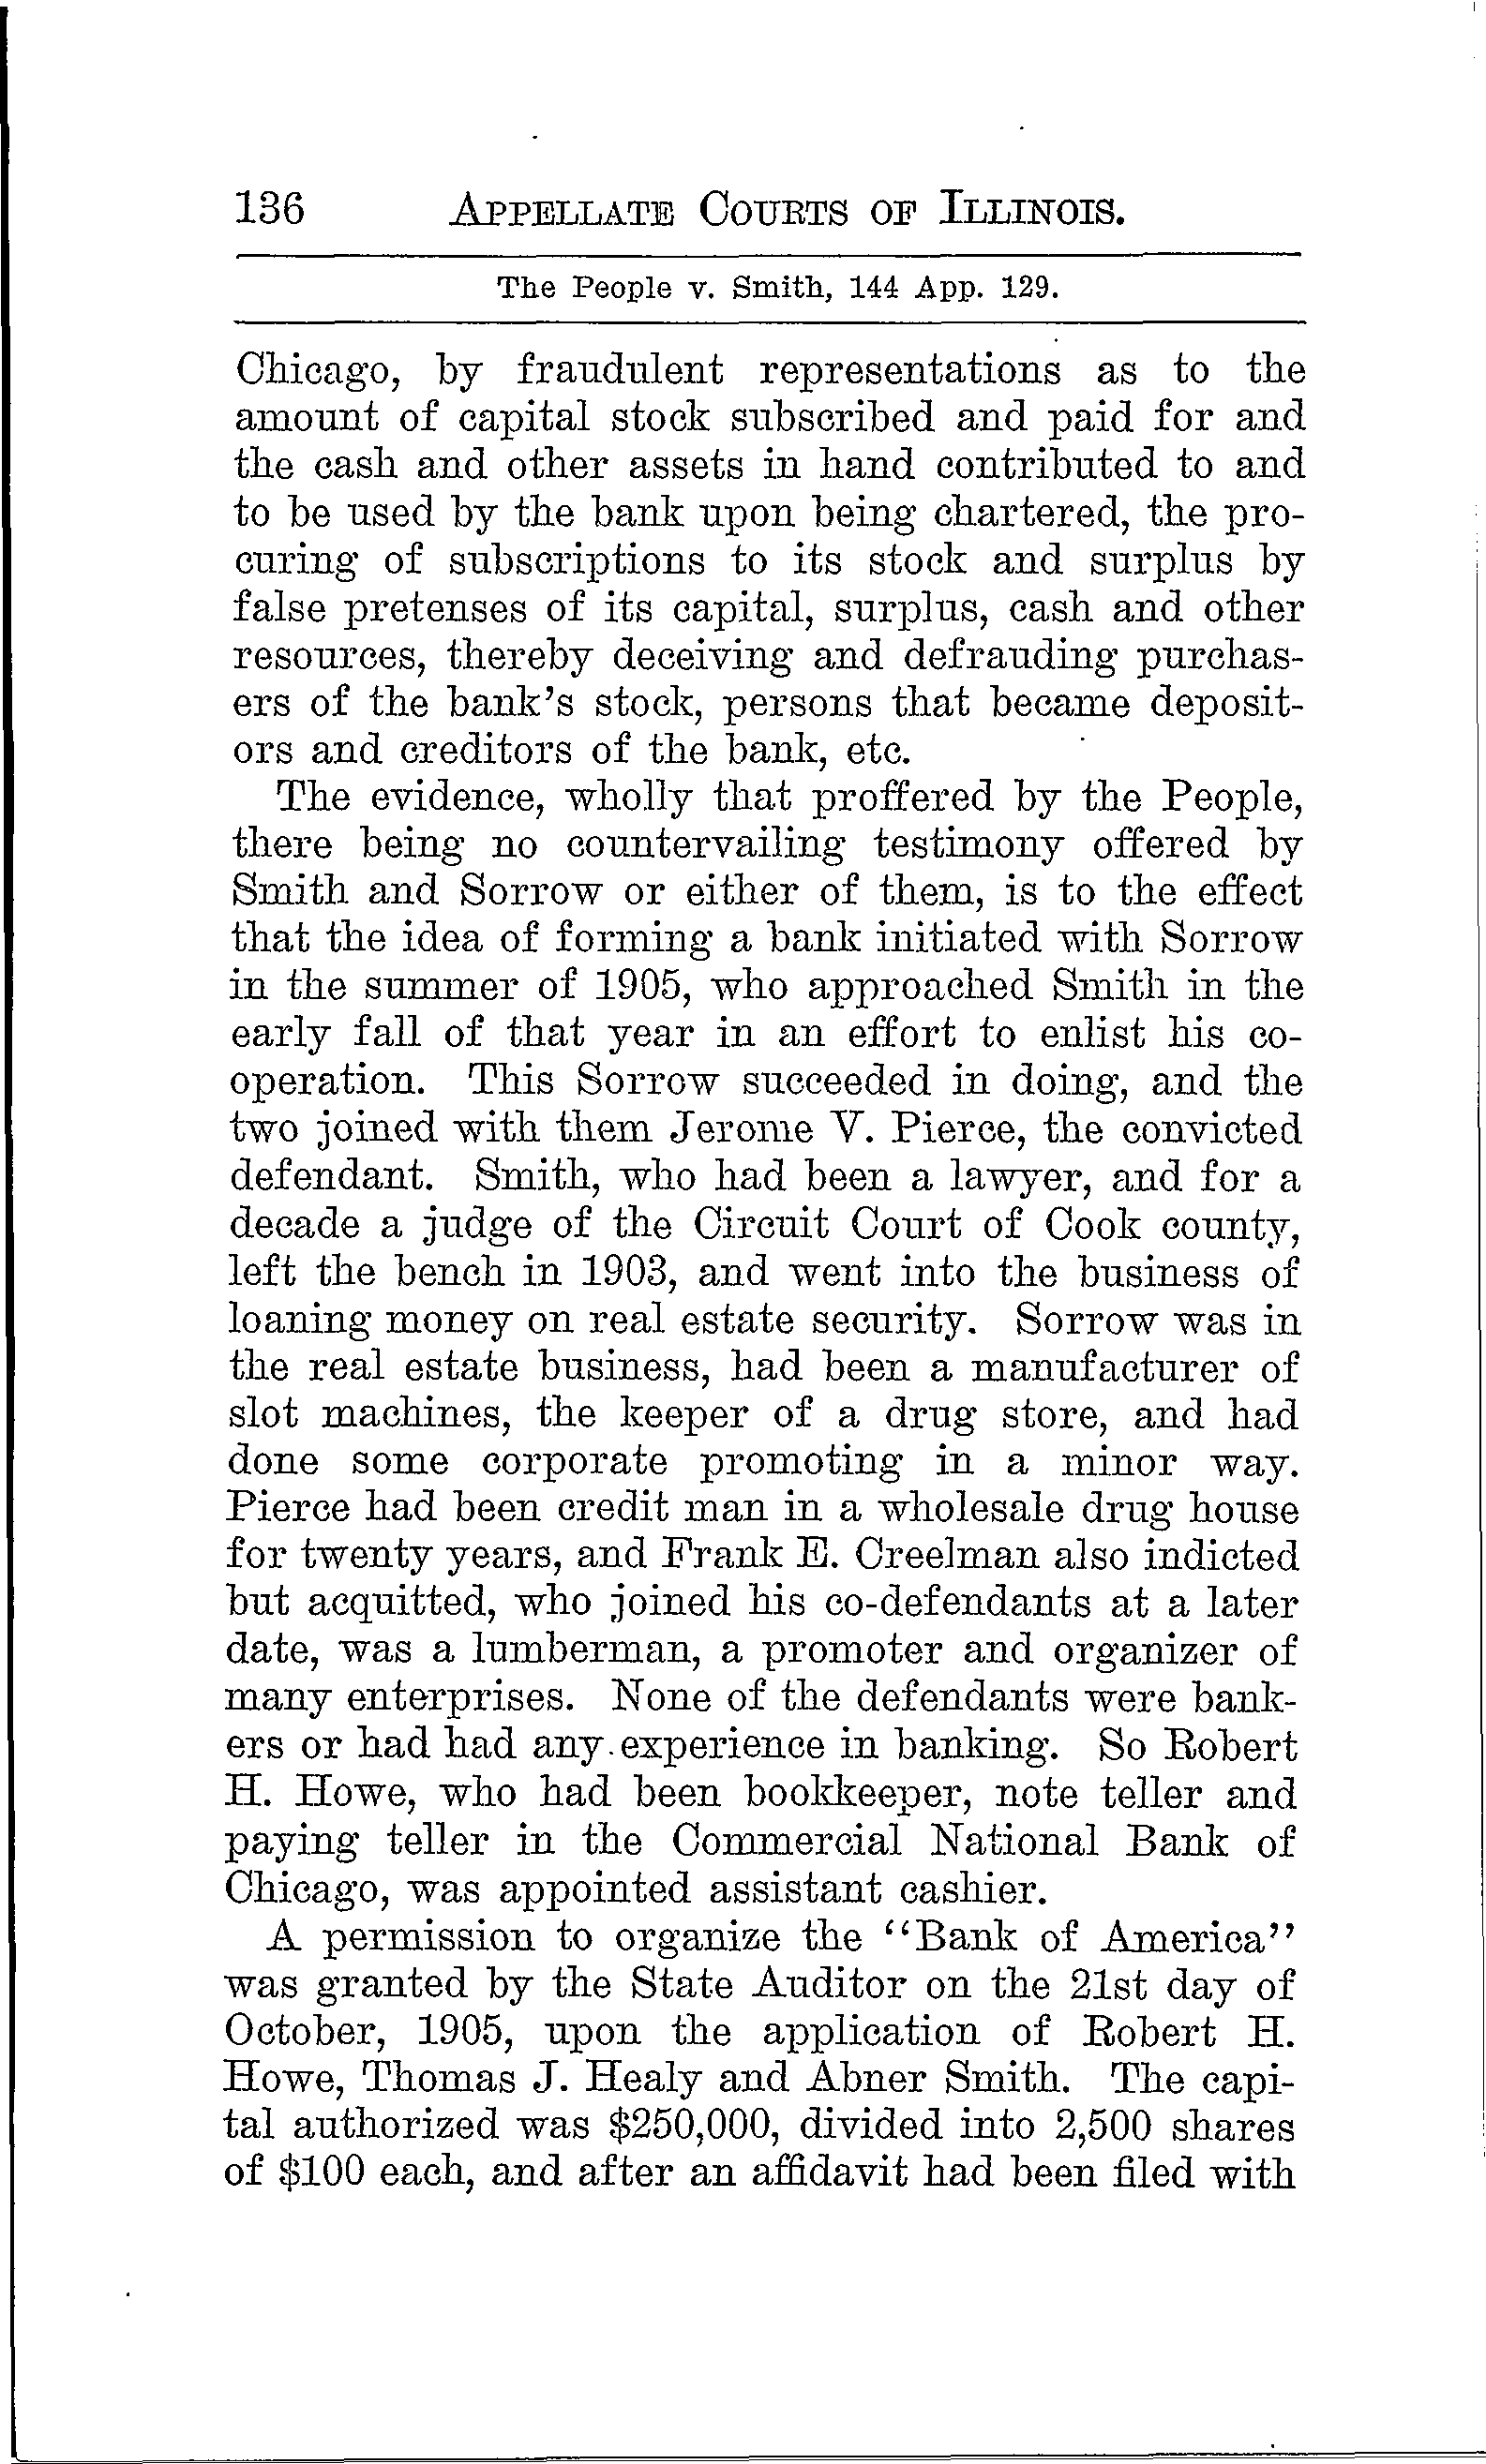 136 APPELLATE COURTS OF ILLINOIS.
The People v. Smith, 144 App. 129.
Chicago, by fraudulent representations as to the
amount of capital stock subscribed and paid for and
the cash and other assets in hand contributed to and
to be used by the bank upon being chartered, the pro-
curing of subscriptions to its stock and surplus by
false pretenses of its capital, surplus, cash and other
resources, thereby deceiving and defrauding purchas-
ers of the bank's stock, persons that became deposit-
ors and creditors of the bank, etc.
The evidence, wholly that proffered by the People,
there being no countervailing testimony offered by
Smith and Sorrow or either of them, is to the effect
that the idea of forming a bank initiated with Sorrow
in the summer of 1905, who approached Smith in the
early fall of that year in an effort to enlist his co-
operation. This Sorrow succeeded in doing, and the
two joined with them Jerome V. Pierce, the convicted
defendant. Smith, who had been a lawyer, and for a
decade a judge of the Circuit Court of Cook county,
left the bench in 1903, and went into the business of
loaning money on real estate security. Sorrow was in
the real estate business, had been a manufacturer of
slot machines, the keeper of a drug store, and had
done some corporate promoting in a minor way.
Pierce had been credit man in a wholesale drug house
for twenty years, and Frank E. Creelman also indicted
but acquitted, who joined his co-defendants at a later
date, was a lumberman, a promoter and organizer of
many enterprises. None of the defendants were bank-
ers or had had any experience in banking. So Robert
H. Howe, who had been bookkeeper, note teller and
paying teller in the Commercial National Bank of
Chicago, was appointed assistant cashier.
A permission to organize the ''Bank of America''
was granted by the State Auditor on the 21st day of
October, 1905, upon the application of Robert H.
Howe, Thomas J. Healy and Abner Smith. The capi-
tal authorized was $250,000, divided into 2,500 shares
of $100 each, and after an affidavit had been filed with